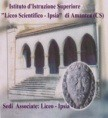 Istituto d'Istruzione Superiore
"Liceo Scientifico - Ipsia" di Amantea (CS)
Sedi Associate: Liceo - Ipsia